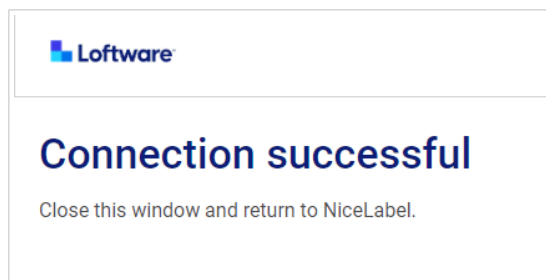 Loftware
Connection successful
Close this window and return to NiceLabel.